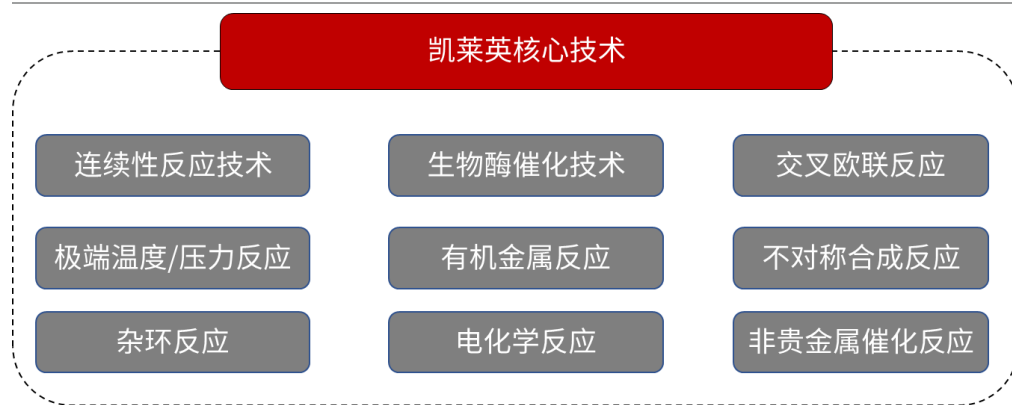 凯莱英核心技术
连续性反应技术
生物酶催化技术
交叉欧联反应
极端温度/压力反应
有机金属反应
不对称合成反应
杂环反应
电化学反应
非贵金属催化反应